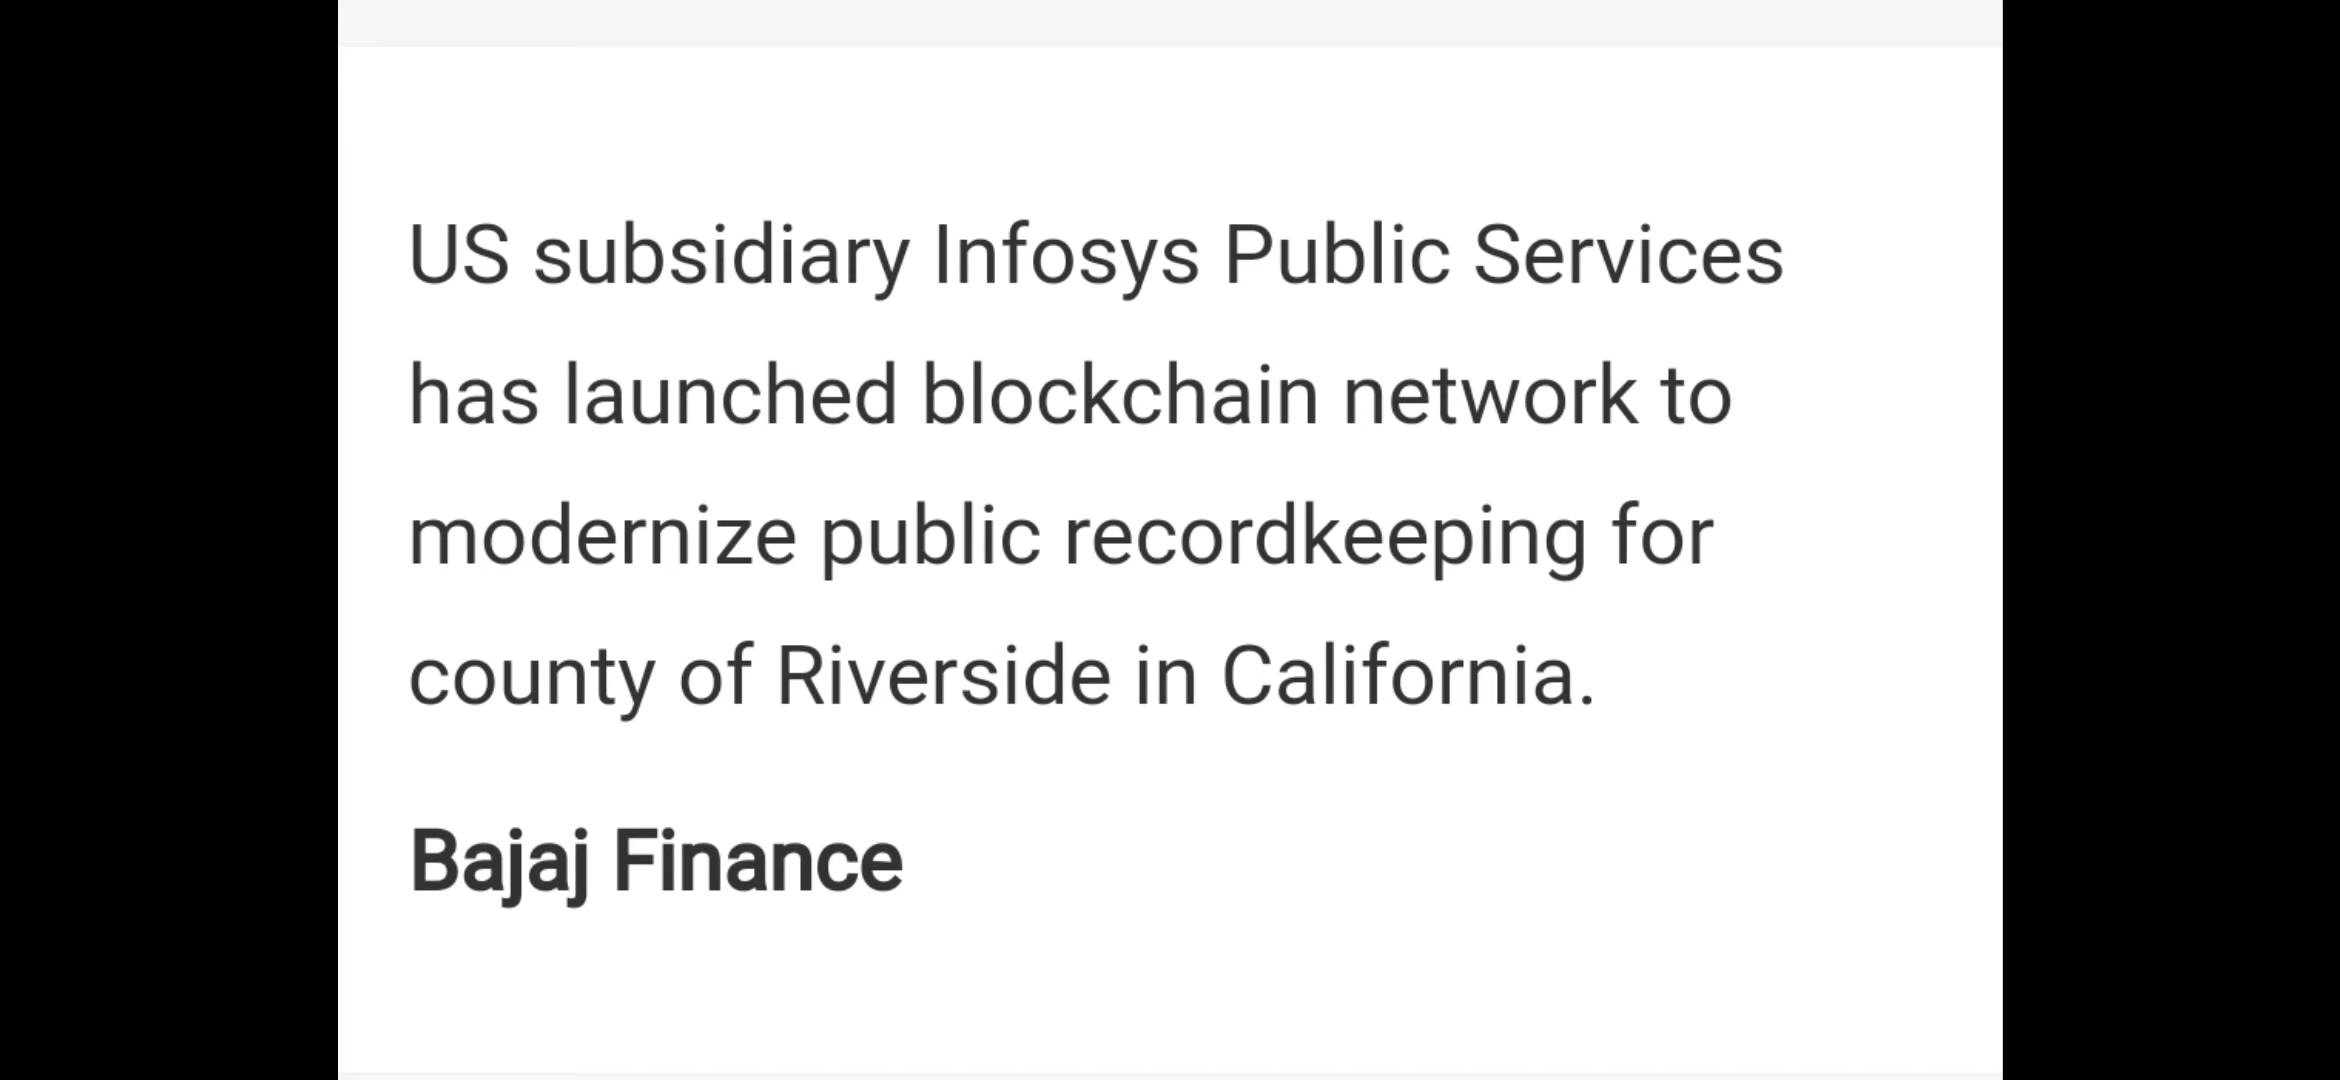 US subsidiary Infosys Public Services
has launched blockchain network to
modernize public recordkeeping for
county of Riverside in California.
Bajaj Finance